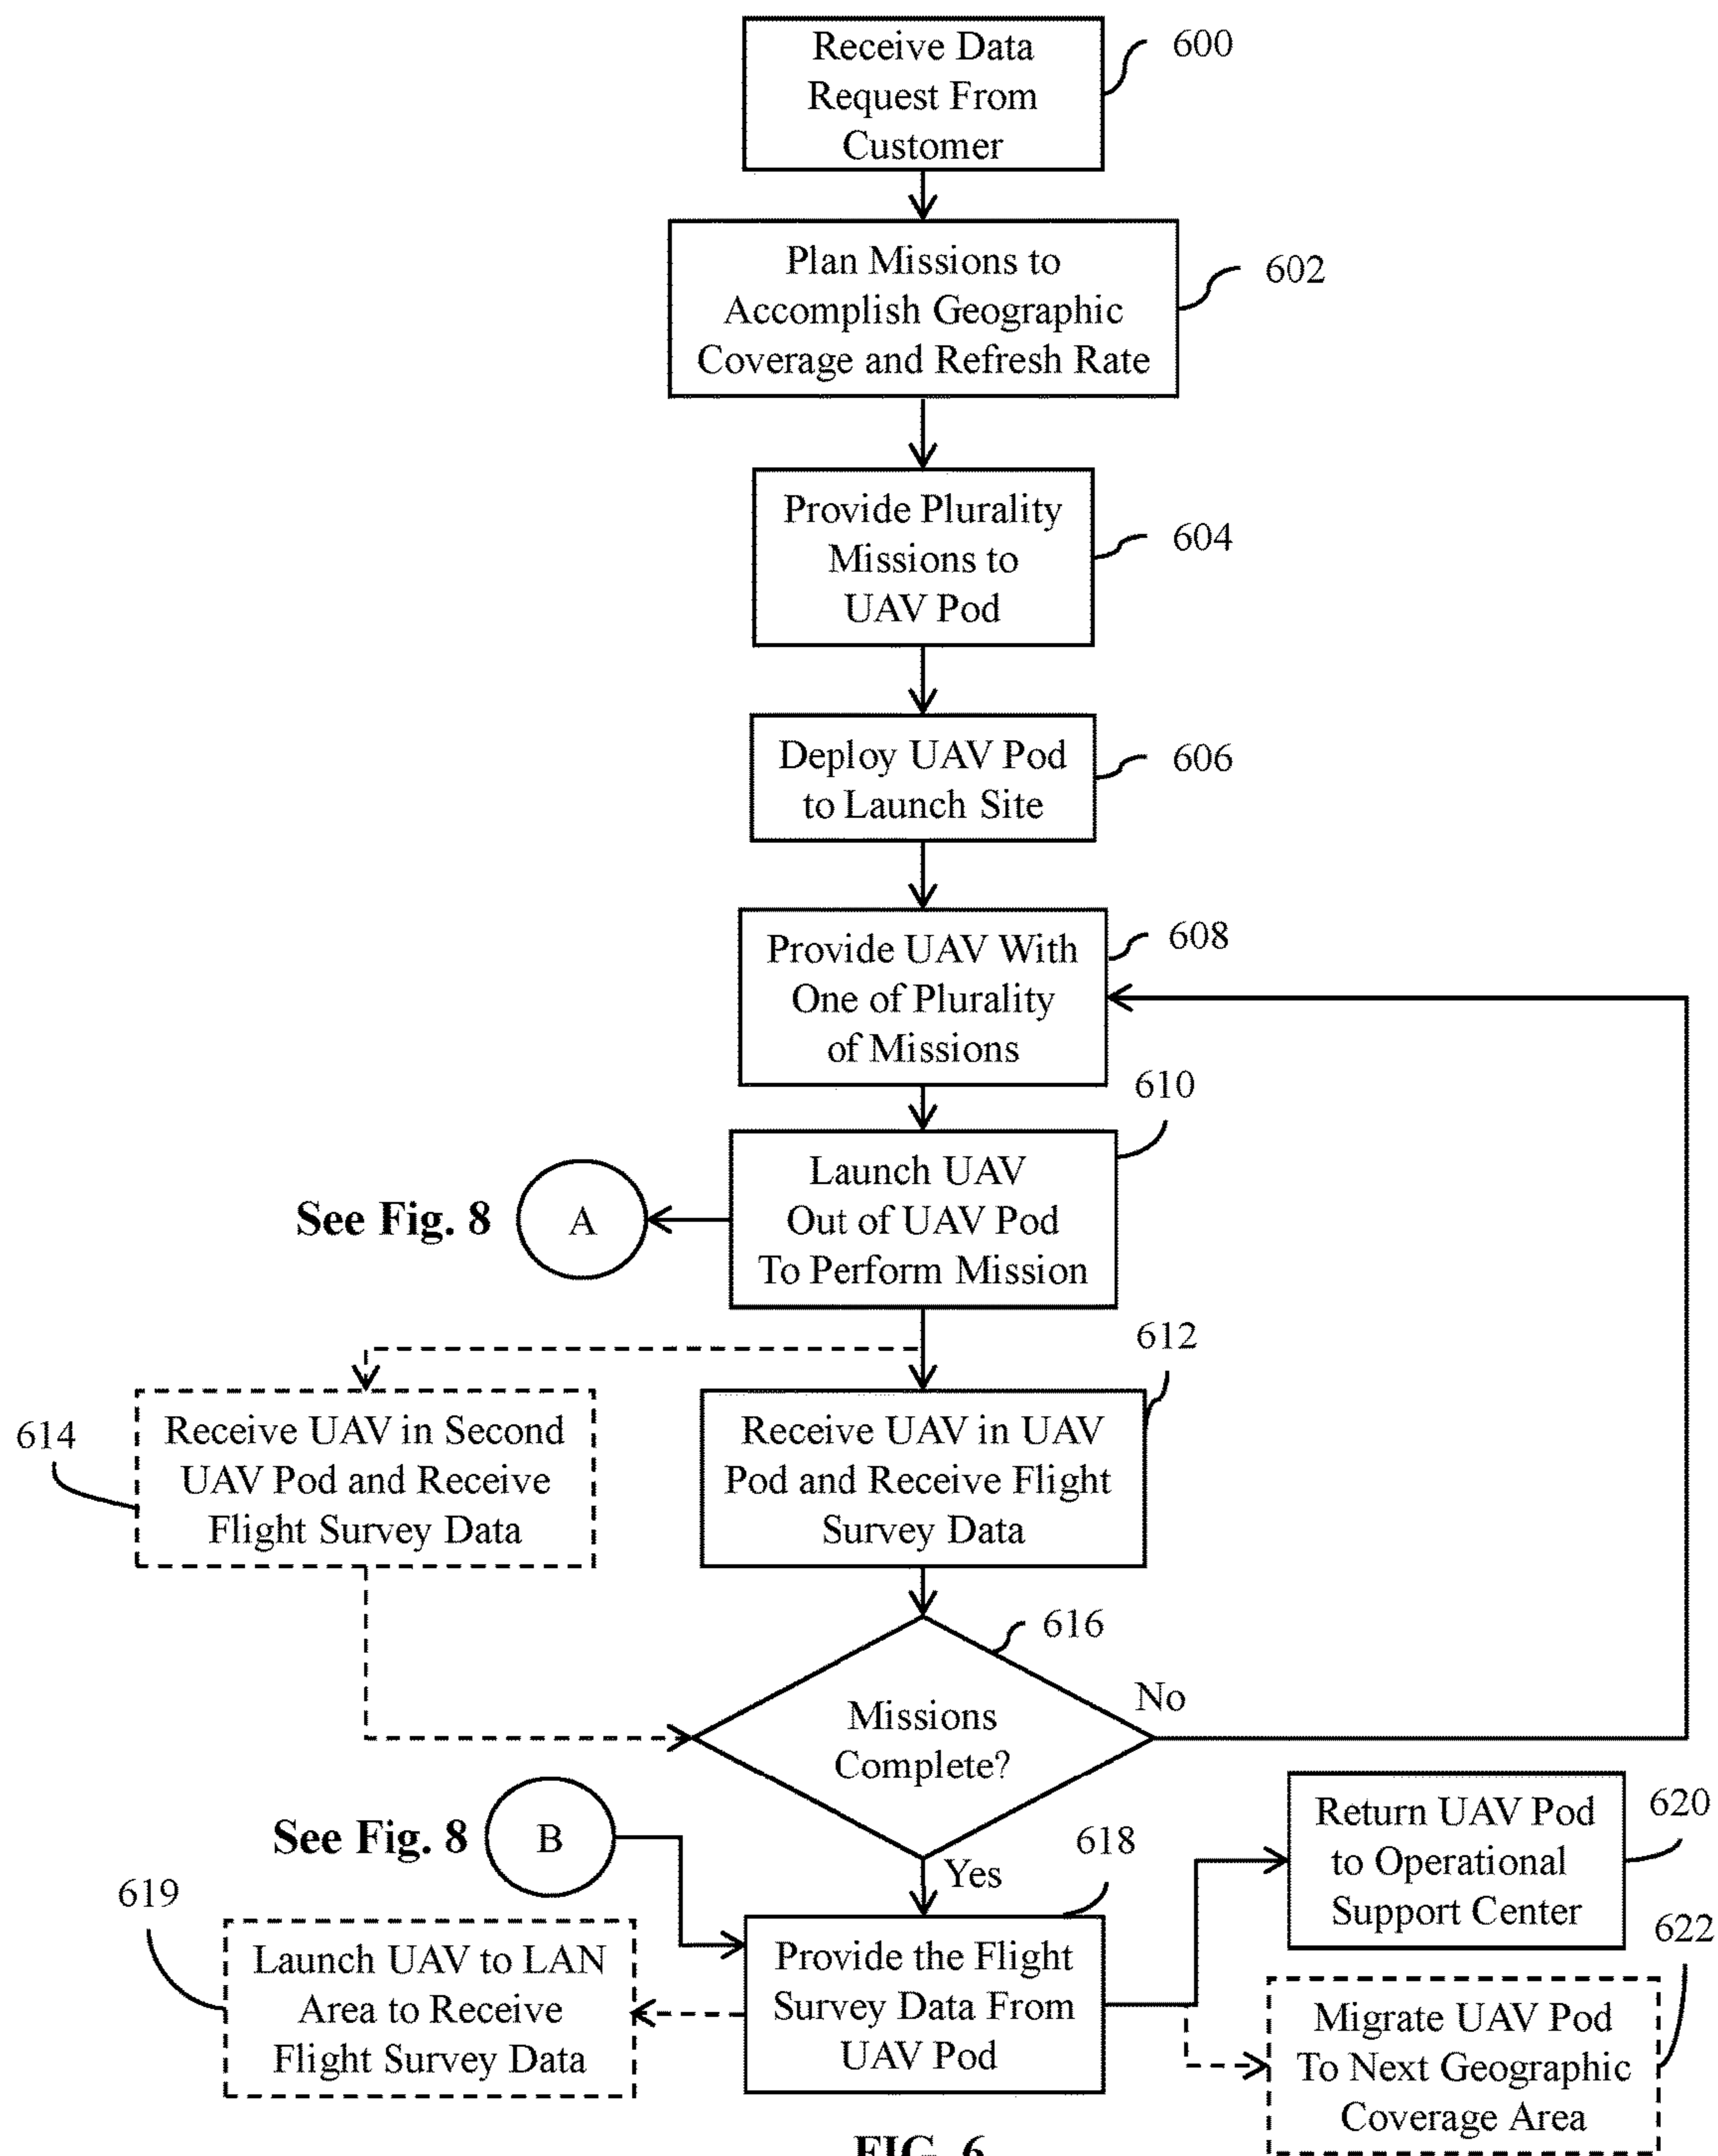 Receive Data
Request From
Customer
600
Plan Missions to
Accomplish Geographic
Coverage and Refresh Rate
602
Provide Plurality
Missions to
UAV Pod
604
Deploy UAV Pod
to Launch Site
606
Provide UAV With
One of Plurality
of Missions
608
610
Launch UAV
Out of UAV Pod
To Perform Mission
See Fig. 8
A
612
614
Receive UAV in Second
UAV Pod and Receive
Flight Survey Data
Receive UAV in UAV
Pod and Receive Flight
Survey Data
616
Missions
Complete?
No
Yes
See Fig. 8
B
618
Return UAV Pod
to Operational
Support Center
620
619
Launch UAV to LAN
Area to Receive
Flight Survey Data
Provide the Flight
Survey Data From
UAV Pod
622
Migrate UAV Pod
To Next Geographic
Coverage Area
FIG. 6